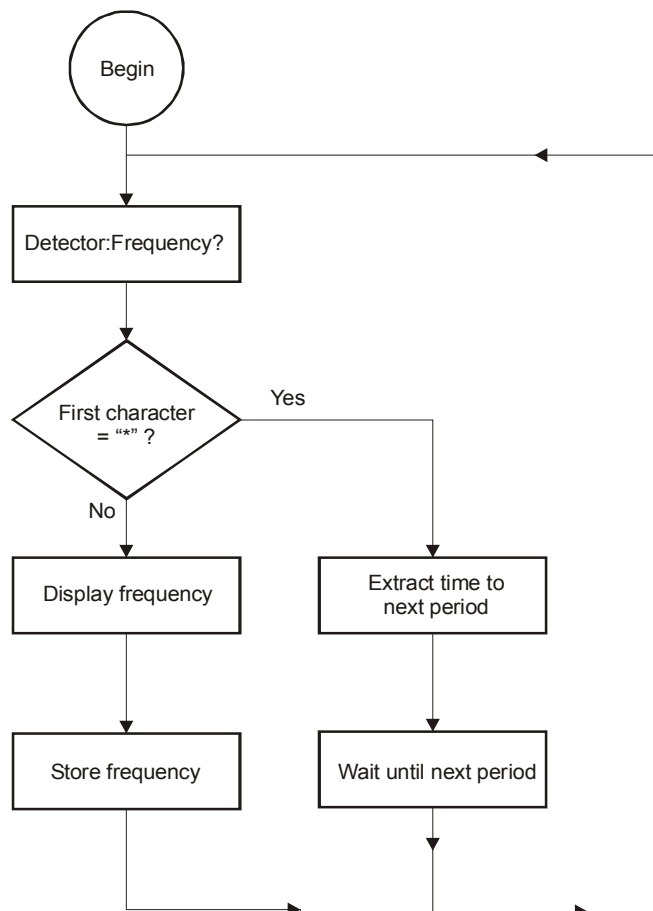 Begin
Detector:Frequency?
First character
= “*” ?
Yes
No
Display frequency
Extract time to
next period
Store frequency
Wait until next period